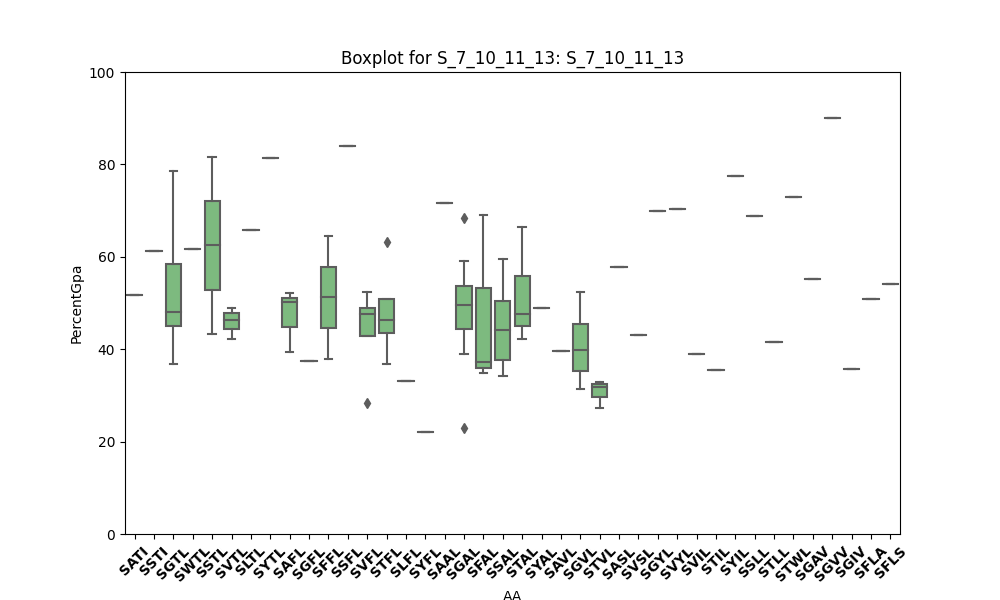 Boxplot for S_7_10_11_13: S_7_10_11_13
PercentGpa
100
80
60
40
20
0
SATI SSTI SGTL SWTL SSTL SVTL SLTL SYTL SAFL SGFL SFFL SSFL SVFL STFL SLFL SYFL SAAL SGAL SFAL SSAL STAL SYAL SAVL SGVL STVL SASL SVSL SGYL SVYL SVIL STIL SYIL SSLL STLL STWL SGAV SGVV SGIV SFLA SFLS
AA